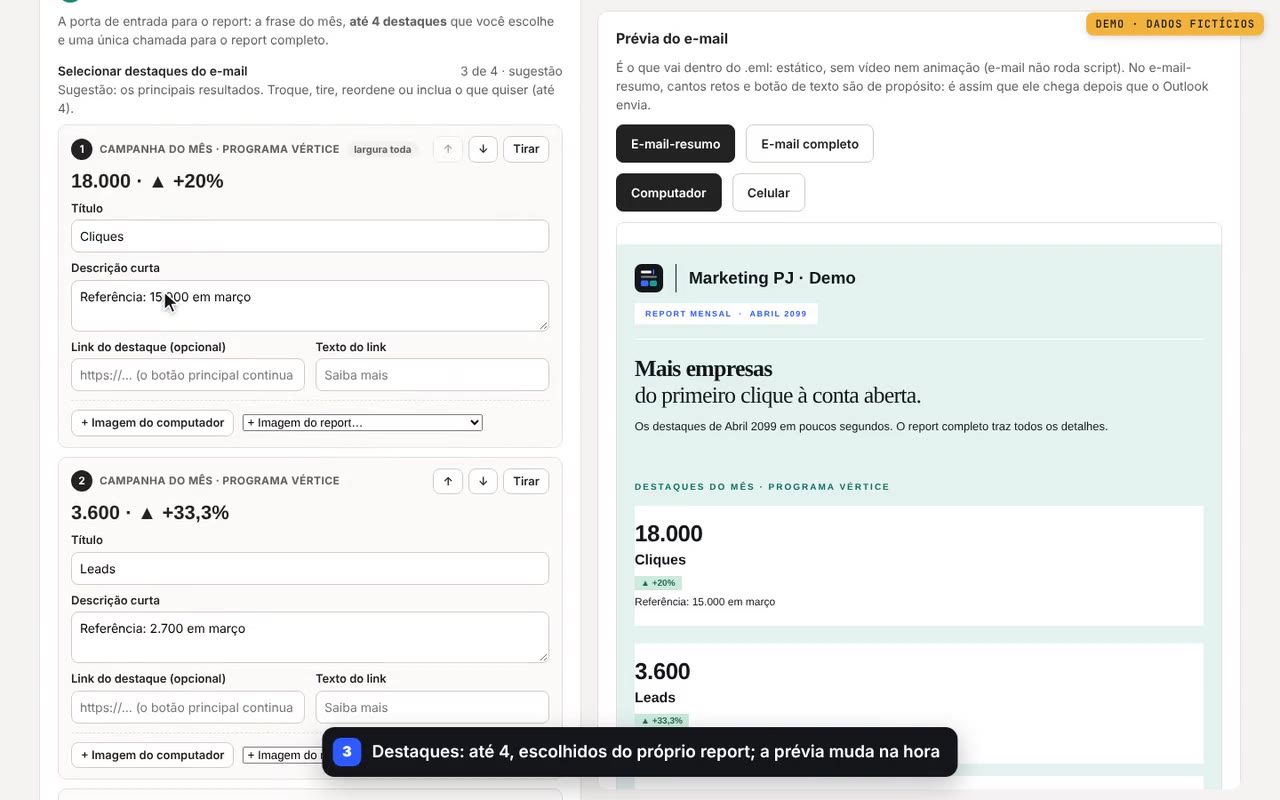 DEMO · DADOS FICTÍCIOS
A porta de entrada para o report: a frase do mês, até 4 destaques que você escolhe
e uma única chamada para o report completo.
Selecionar destaques do e-mail
3 de 4 · sugestão
Sugestão: os principais resultados. Troque, tire, reordene ou inclua o que quiser (até
4).
1 CAMPANHA DO MÊS · PROGRAMA VÉRTICE largura toda ↑ ↓ Tirar
18.000 · ▲ +20%
Título
Cliques
Descrição curta
Referência: 15.000 em março
Link do destaque (opcional) Texto do link
https://... (o botão principal continua Saiba mais
+ Imagem do computador + Imagem do report...
2 CAMPANHA DO MÊS · PROGRAMA VÉRTICE ↑ ↓ Tirar
3.600 · ▲ +33,3%
Título
Leads
Descrição curta
Referência: 2.700 em março
Link do destaque (opcional) Texto do link
https://... (o botão principal continua Saiba mais
+ Imagem do computador + Imagem do
Prévia do e-mail
É o que vai dentro do .eml: estático, sem vídeo nem animação (e-mail não roda script). No e-mail-
resumo, cantos retos e botão de texto são de propósito: é assim que ele chega depois que o Outlook
envia.
E-mail-resumo E-mail completo
Computador Celular
Marketing PJ · Demo
REPORT MENSAL · ABRIL 2099
Mais empresas
do primeiro clique à conta aberta.
Os destaques de Abril 2099 em poucos segundos. O report completo traz todos os detalhes.
DESTAQUES DO MÊS · PROGRAMA VÉRTICE
18.000
Cliques
▲ +20%
Referência: 15.000 em março
3.600
Leads
▲ +33,3%
3 Destaques: até 4, escolhidos do próprio report; a prévia muda na hora